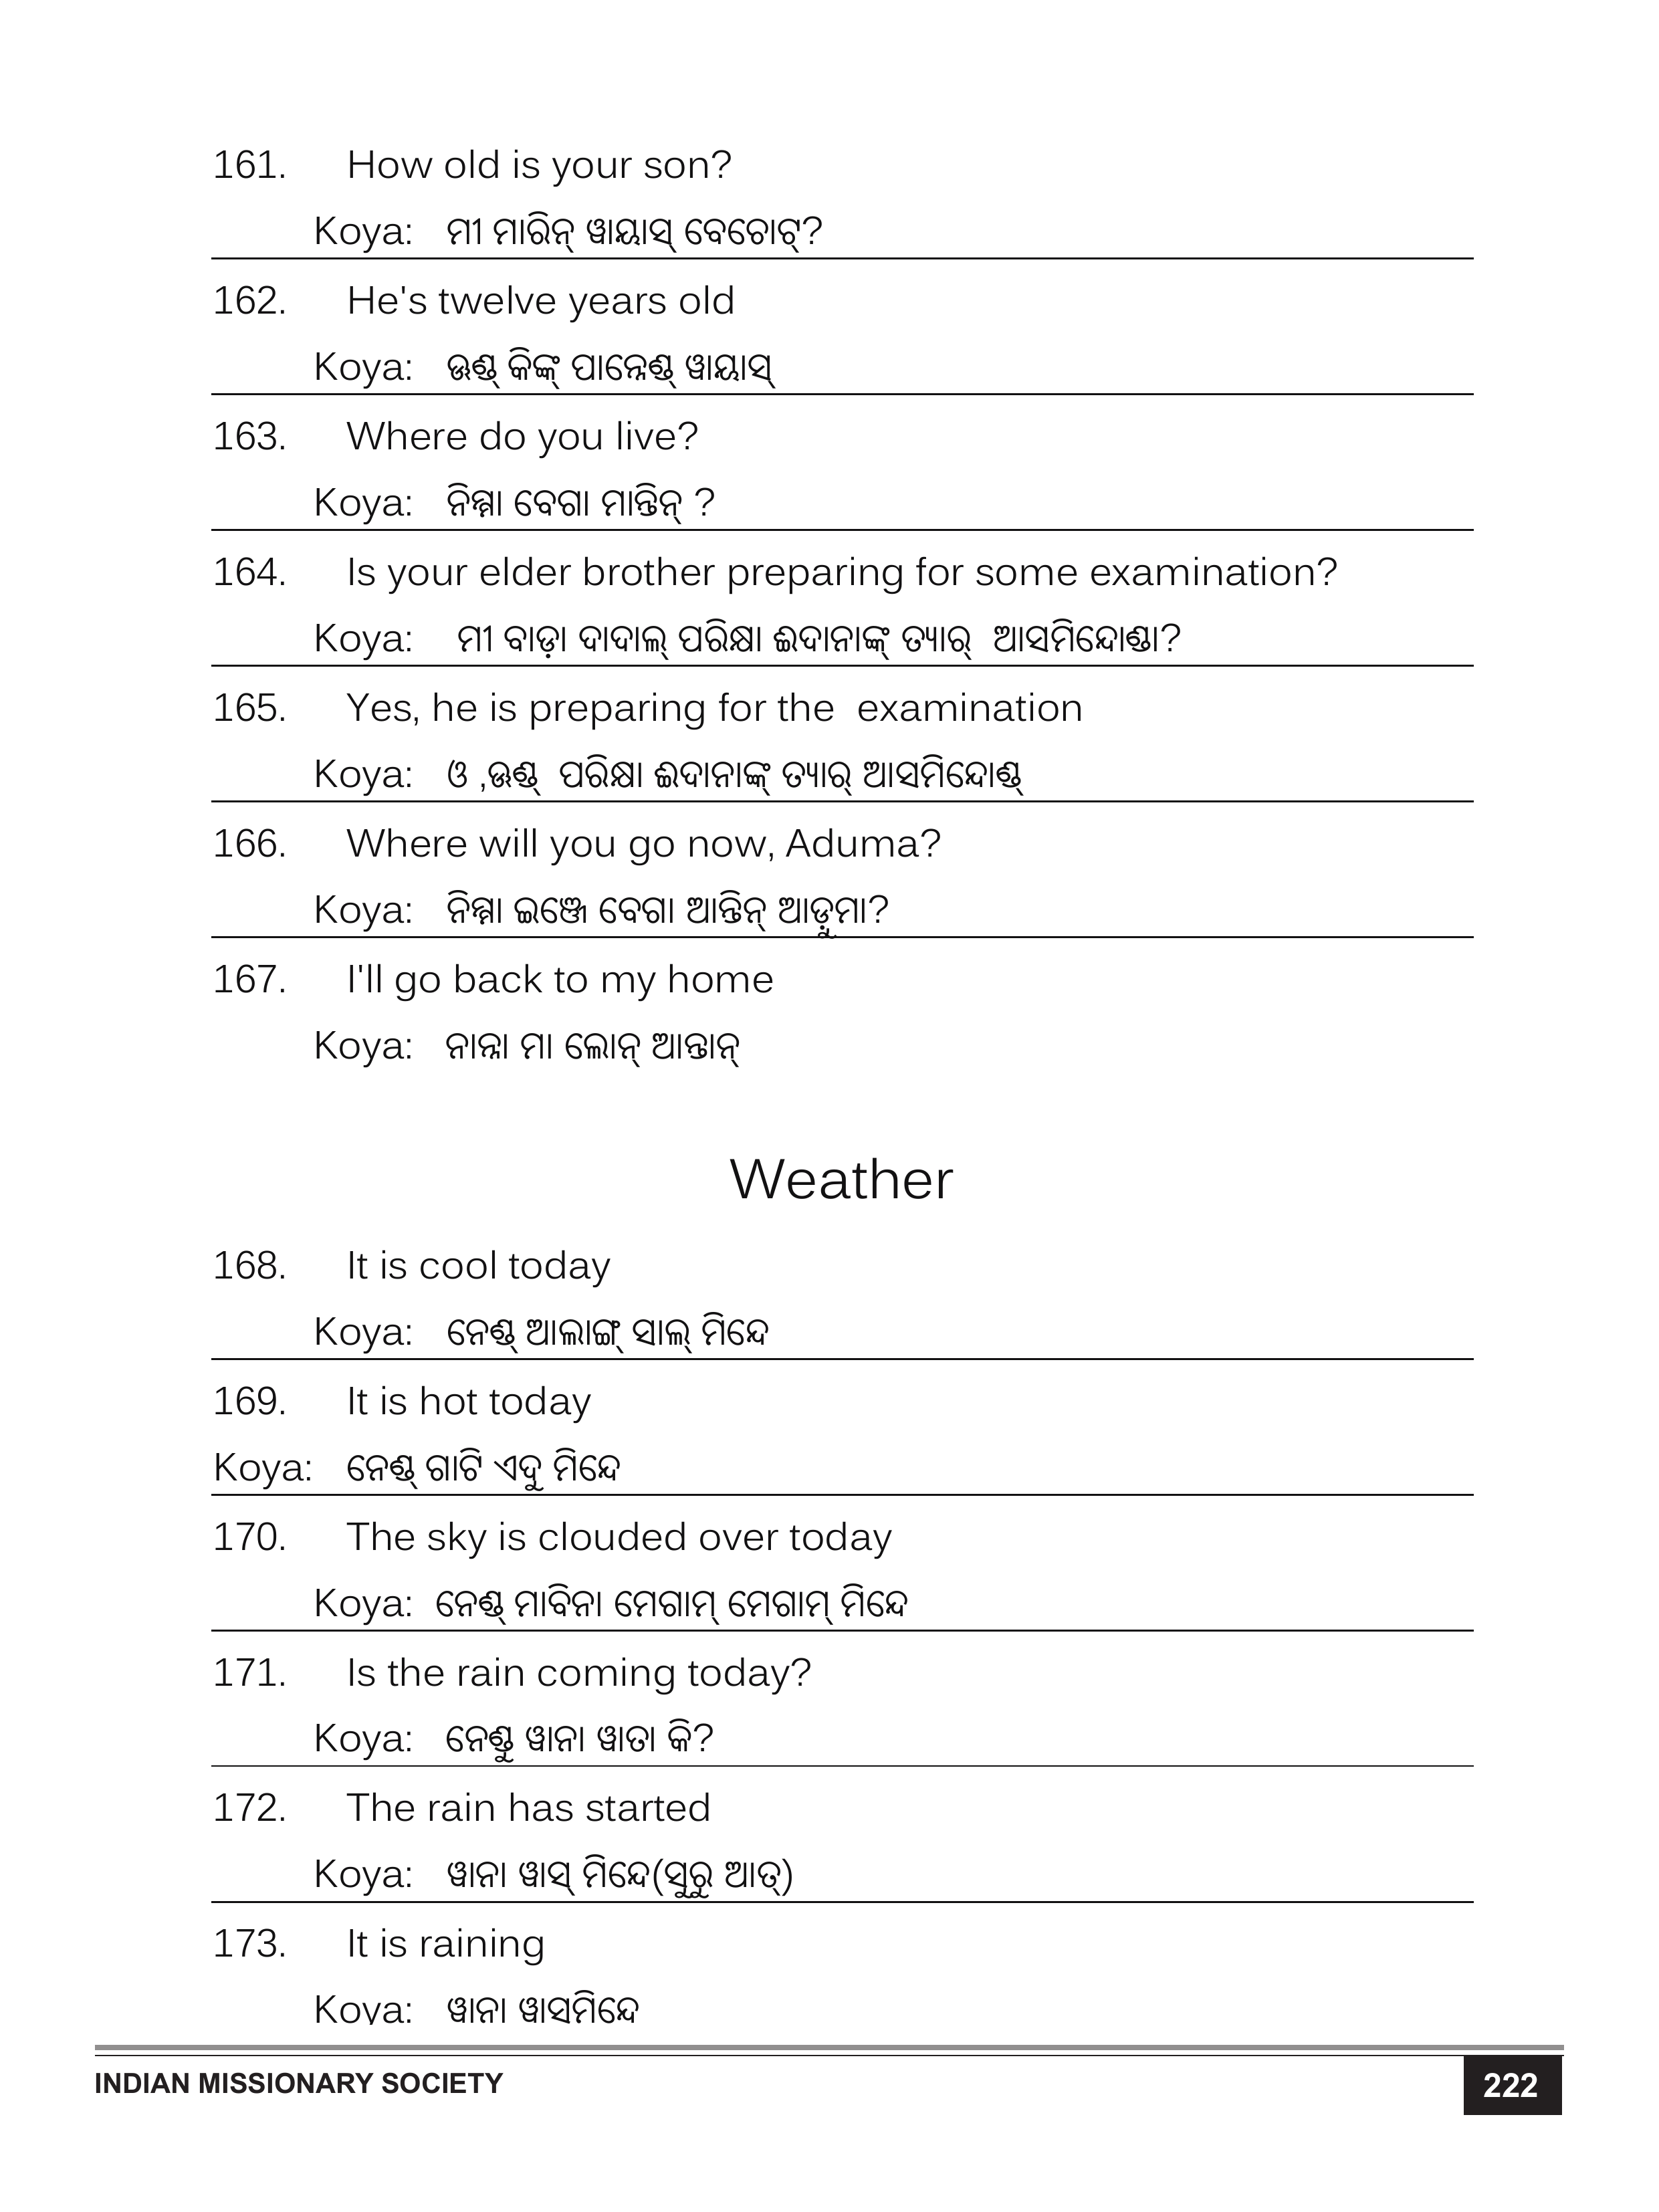 161. How old is your son?
Koya: ମୀ ମାରିନ୍ ୱାୟାସ୍ ବେଚୋଟ୍?
162. He's twelve years old
Koya: ଊଣ୍ଡ୍ କିଙ୍କ୍ ପାନ୍ନେଣ୍ଡ୍ ୱାୟାସ୍
163. Where do you live?
Koya: ନିମ୍ମା ବେଗା ମାନ୍ତିନ୍ ?
164. Is your elder brother preparing for some examination?
Koya: ମୀ ବାଡ଼ା ଦାଦାଲ୍ ପରିକ୍ଷା ଈଦାନାଙ୍କ୍ ତ୍ୟାର୍ ଆସମିନ୍ଦୋଣ୍ଡା?
165. Yes, he is preparing for the examination
Koya: ଓ ,ଊଣ୍ଡ୍ ପରିକ୍ଷା ଈଦାନାଙ୍କ୍ ତ୍ୟାର୍ ଆସମିନ୍ଦୋଣ୍ଡ୍
166. Where will you go now, Aduma?
Koya: ନିମ୍ମା ଇଞ୍ଜେ ବେଗା ଆନ୍ତିନ୍ ଆଡ଼ୁମା?
167. I'll go back to my home
Koya: ନାନ୍ନା ମା ଲୋନ୍ ଆନ୍ତାନ୍
Weather
168. It is cool today
Koya: ନେଣ୍ଡ୍ ଆଲାଙ୍ଗ୍ ସାଲ୍ ମିନ୍ଦେ
169. It is hot today
Koya: ନେଣ୍ଡ୍ ଗାଟି ଏଦୁ ମିନ୍ଦେ
170. The sky is clouded over today
Koya: ନେଣ୍ଡ୍ ମାବିନା ମେଗାମ୍ ମେଗାମ୍ ମିନ୍ଦେ
171. Is the rain coming today?
Koya: ନେଣ୍ଡୁ ୱାନା ୱାତା କି?
172. The rain has started
Koya: ୱାନା ୱାସ୍ ମିନ୍ଦେ(ସୁରୁ ଆତ୍)
173. It is raining
Koya: ୱାନା ୱାସମିନ୍ଦେ
INDIAN MISSIONARY SOCIETY 222